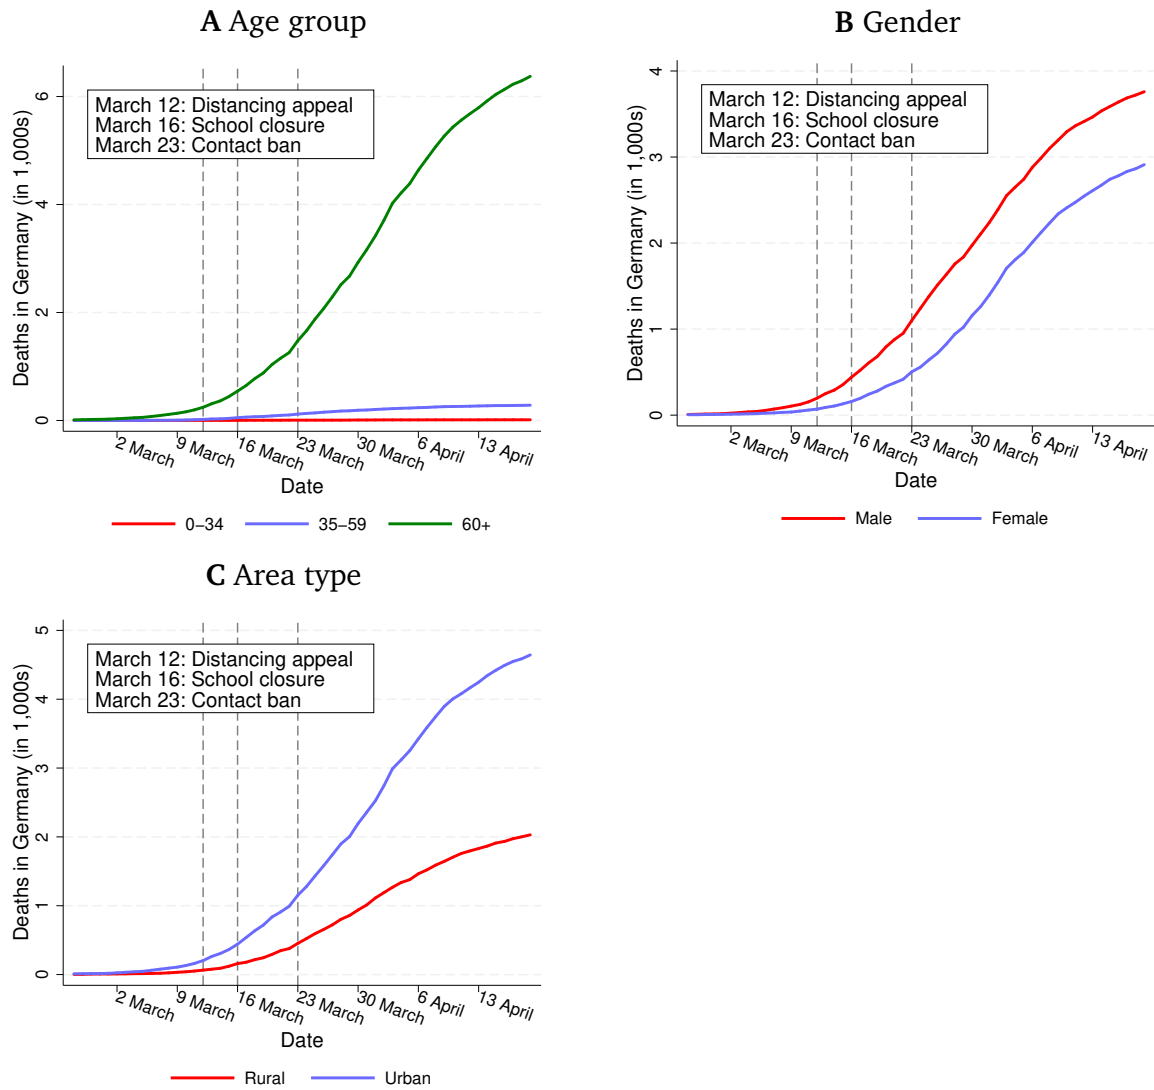 A Age group
Deaths in Germany (in 1,000s)
6
4
2
0
March 12: Distancing appeal
March 16: School closure
March 23: Contact ban
2 March
9 March
16 March
23 March
30 March
6 April
13 April
Date
0–34
35–59
60+
B Gender
Deaths in Germany (in 1,000s)
4
3
2
1
0
March 12: Distancing appeal
March 16: School closure
March 23: Contact ban
2 March
9 March
16 March
23 March
30 March
6 April
13 April
Date
Male
Female
C Area type
Deaths in Germany (in 1,000s)
5
4
3
2
1
0
March 12: Distancing appeal
March 16: School closure
March 23: Contact ban
2 March
9 March
16 March
23 March
30 March
6 April
13 April
Date
Rural
Urban